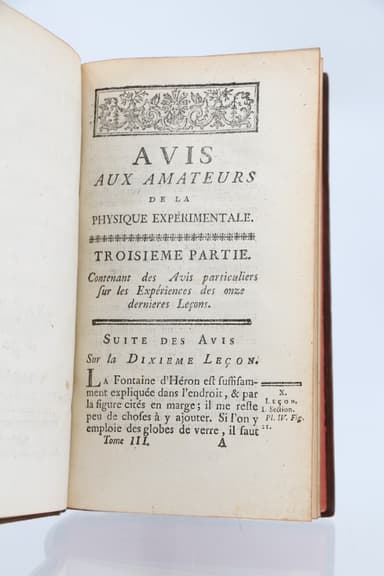 AVIS
AUX AMATEURS
DE LA
PHYSIQUE EXPÉRIMENTALE.
TROISIEME PARTIE.
Contenant des Avis particuliers
sur les Expériences des onze
dernieres Leçons.
SUITE DES AVIS
Sur la DIXIEME LEÇON.
LA Fontaine d'Héron est suffisam-
ment expliquée dans l'endroit, & par
la figure cités en marge; il me reste
peu de choses à y ajouter. Si l'on y
emploie des globes de verre, il faut
X.
LEÇON.
I. Section.
Pl. IV. Fig.
21.
Tome III. A